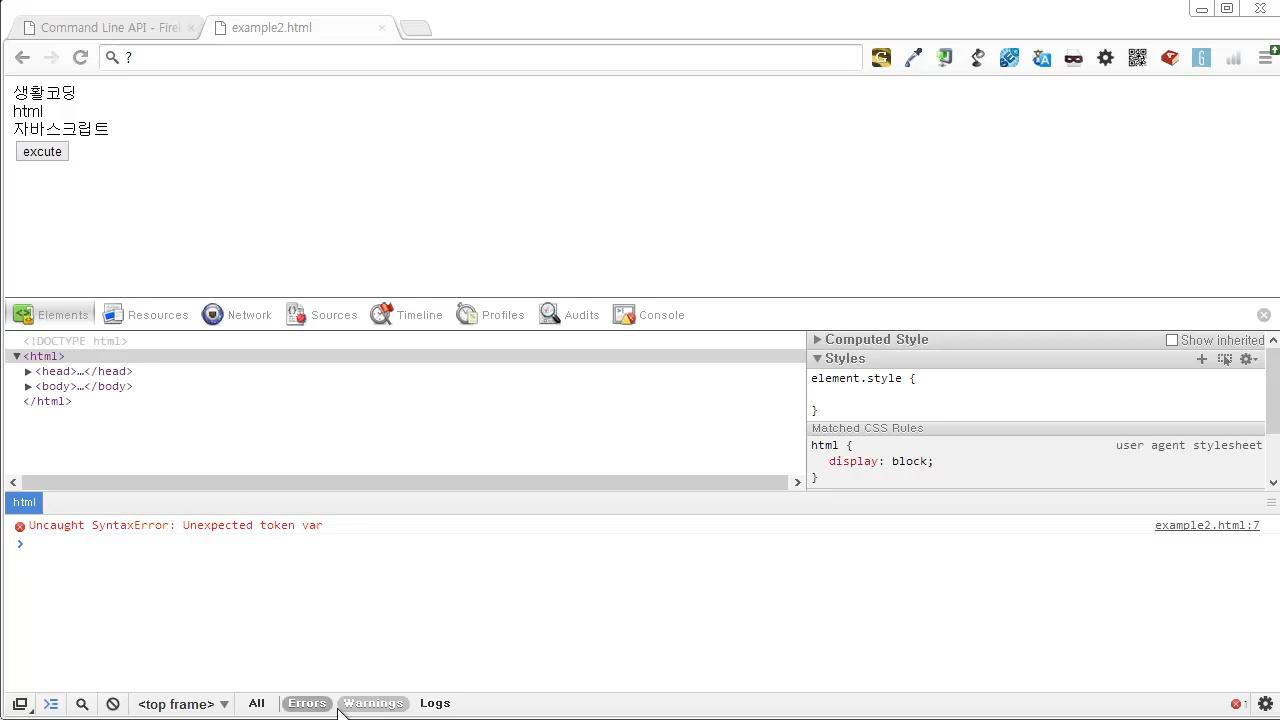 Command Line API - Firel
example2.html
?
생활코딩
html
자바스크립트
excute
Elements Resources Network Sources Timeline Profiles Audits Console
<!DOCTYPE html>
▼<html>
▶<head>…</head>
▶<body>…</body>
</html>
▶Computed Style Show inherited
▼Styles
element.style {
}
Matched CSS Rules
html { user agent stylesheet
display: block;
}
html
Uncaught SyntaxError: Unexpected token var example2.html:7
<top frame> ▼ All Errors Warnings Logs 1